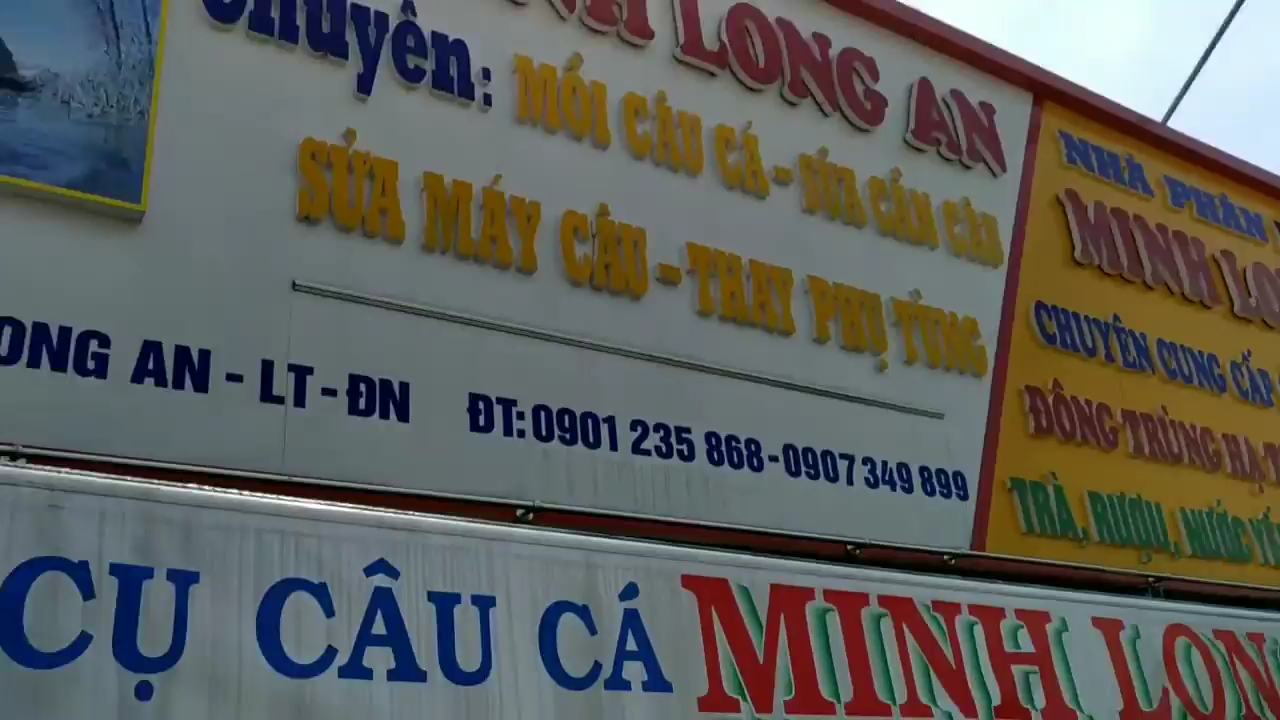 LONG AN
Chuyên: MỒI CÂU CÁ - SỬA CẦN CÂU
SỬA MÁY CÂU - THAY PHỤ TÙNG
ONG AN - LT - ĐN ĐT: 0901 235 868 - 0907 349 899
NHÀ PHÂN
MINH LO
CHUYÊN CUNG CẤP
ĐÔNG TRÙNG HẠ T
TRÀ, RƯỢU, NƯỚC YẾ
CỤ CÂU CÁ MINH LON